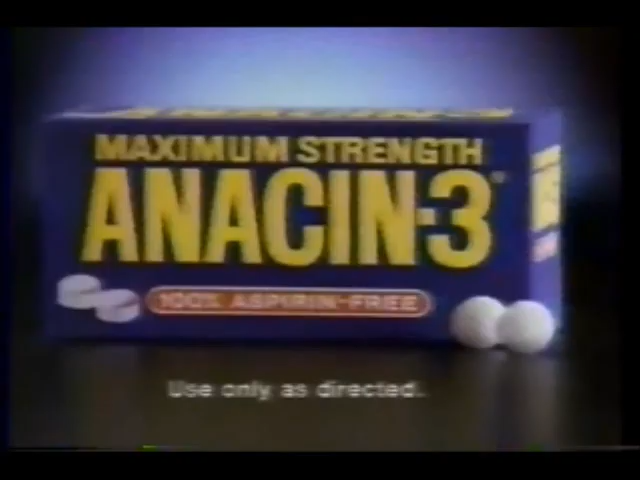 MAXIMUM STRENGTH
ANACIN-3
100% ASPIRIN-FREE
Use only as directed.